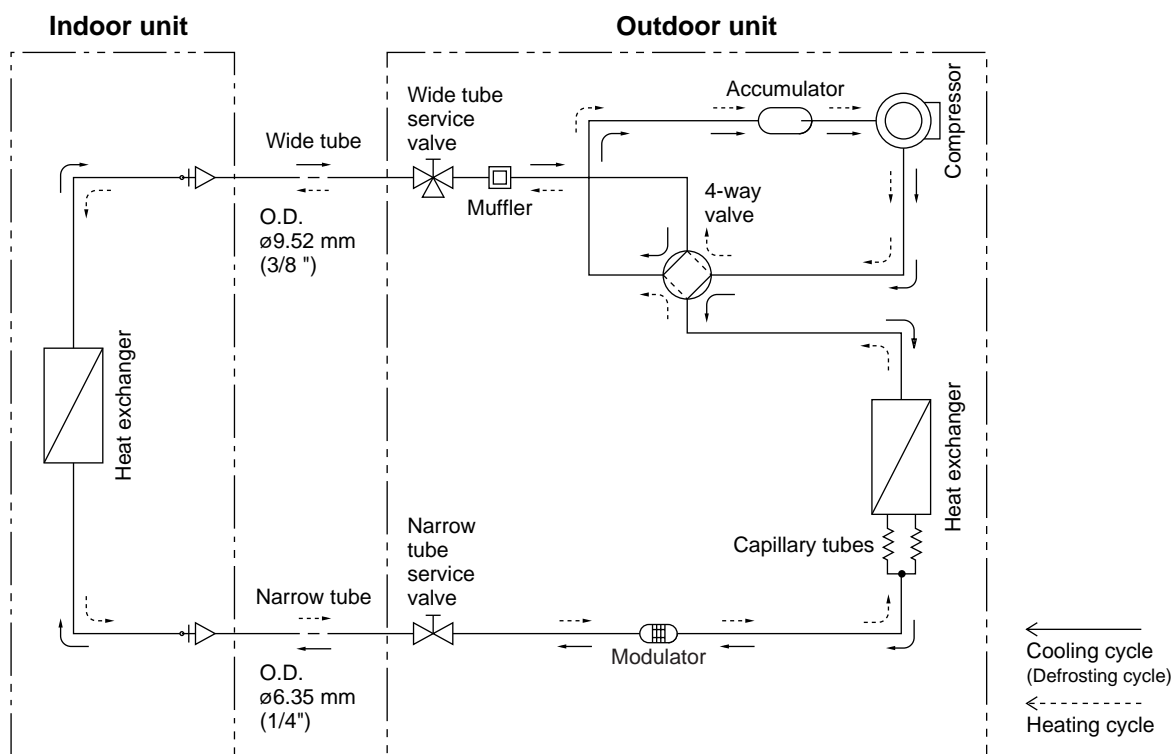 Indoor unit
Outdoor unit
Wide tube
O.D.
ø9.52 mm
(3/8 ")
Wide tube
service
valve
Muffler
Accumulator
Compressor
4-way
valve
Heat exchanger
Heat exchanger
Capillary tubes
Narrow tube
O.D.
ø6.35 mm
(1/4")
Narrow
tube
service
valve
Modulator
Cooling cycle
(Defrosting cycle)
Heating cycle